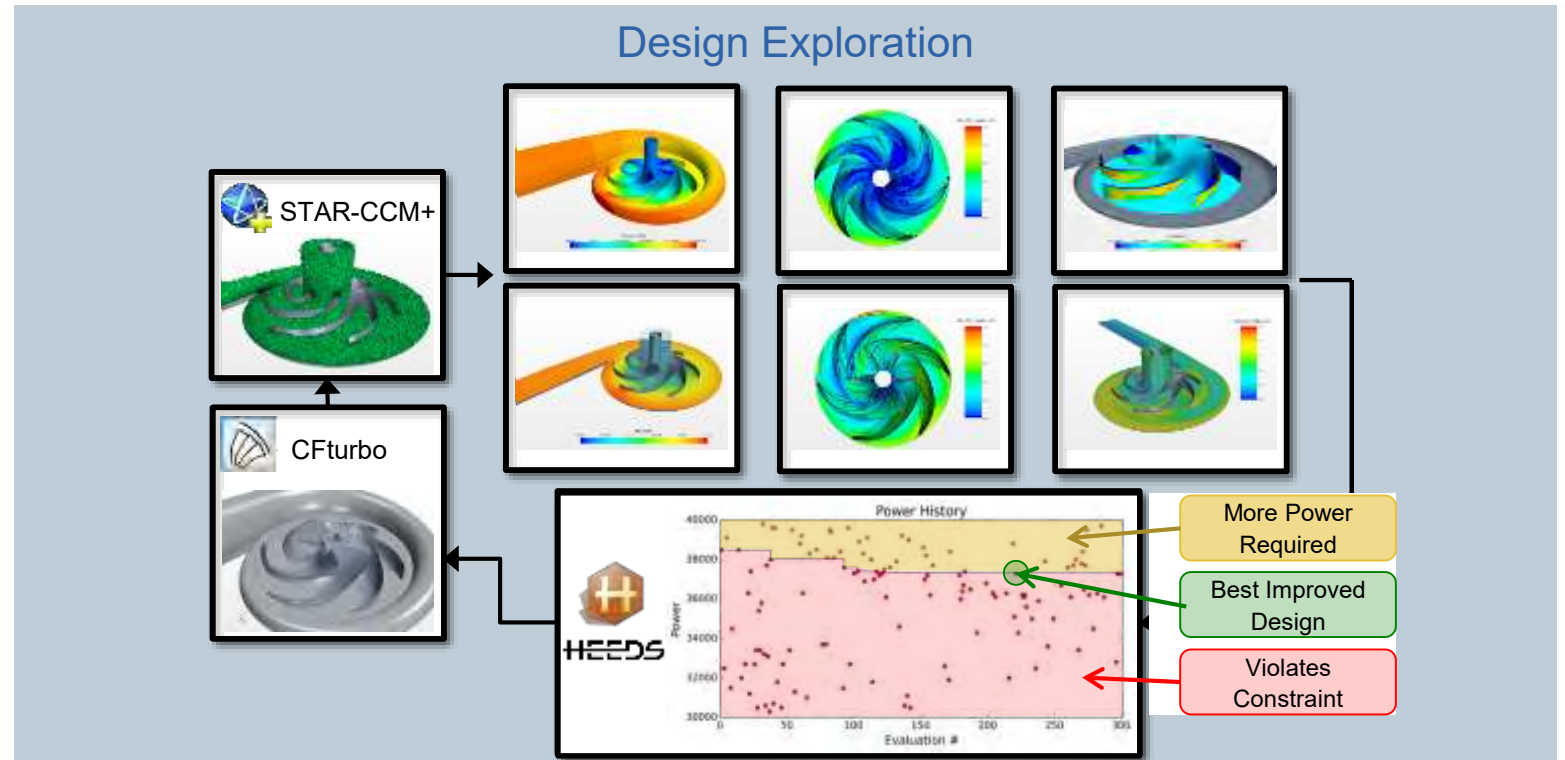 Design Exploration
STAR-CCM+
CFturbo
HEEDS
Power History
40000
38000
36000
34000
32000
30000
Power
0
50
100
150
200
250
300
Evaluation #
More Power
Required
Best Improved
Design
Violates
Constraint